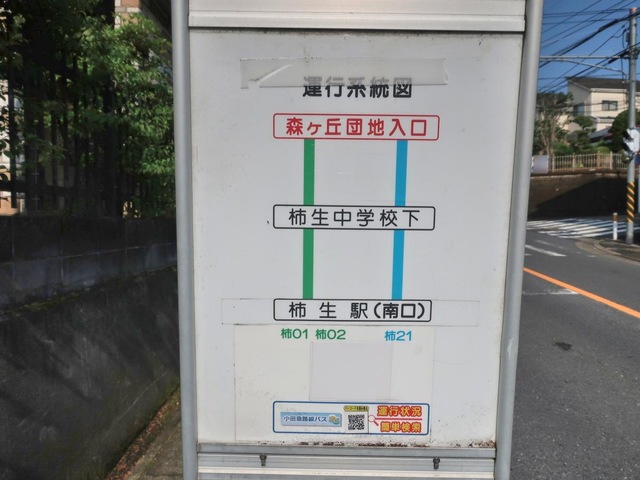 運行系統図
森ヶ丘団地入口
柿生中学校下
柿生駅(南口)
柿01 柿02 柿21
小田急路線バス
運行状況
簡単検索